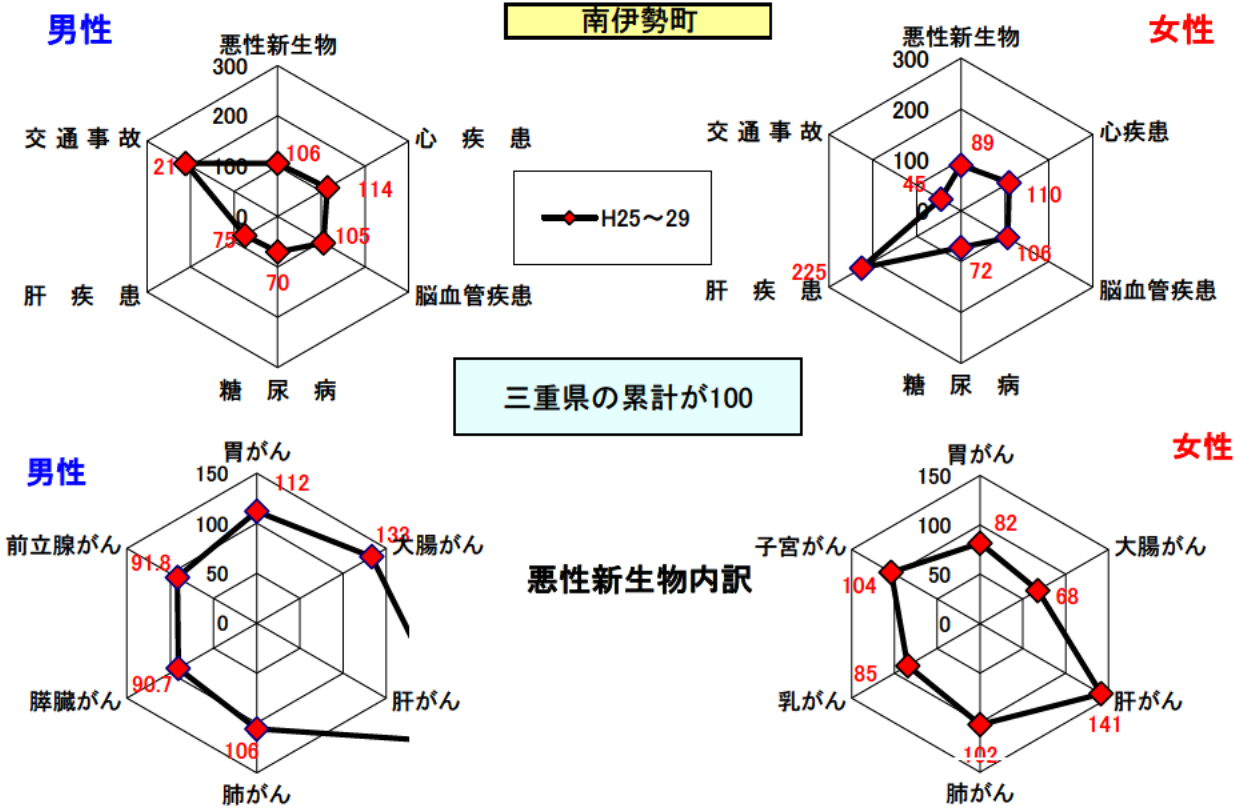 南伊勢町
男性
悪性新生物
300
200
100
0
交通事故
心疾患
肝疾患
脳血管疾患
糖尿病
106
114
105
70
75
21
H25～29
女性
悪性新生物
300
200
100
0
交通事故
心疾患
肝疾患
脳血管疾患
糖尿病
89
110
106
72
225
45
三重県の累計が100
男性
胃がん
150
100
50
0
前立腺がん
大腸がん
膵臓がん
肝がん
肺がん
112
133
106
90.7
91.8
悪性新生物内訳
女性
胃がん
150
100
50
0
子宮がん
大腸がん
乳がん
肝がん
肺がん
82
68
141
102
85
104